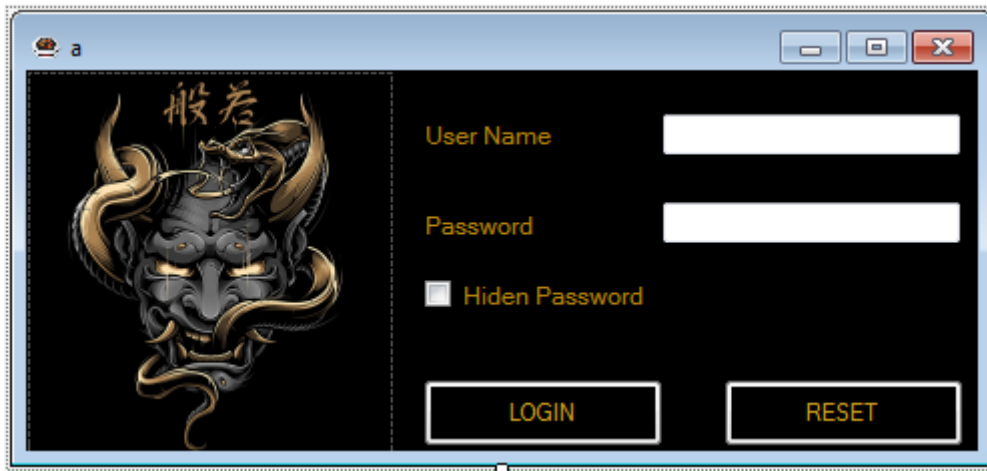 a
般若
User Name
Password
Hiden Password
LOGIN
RESET